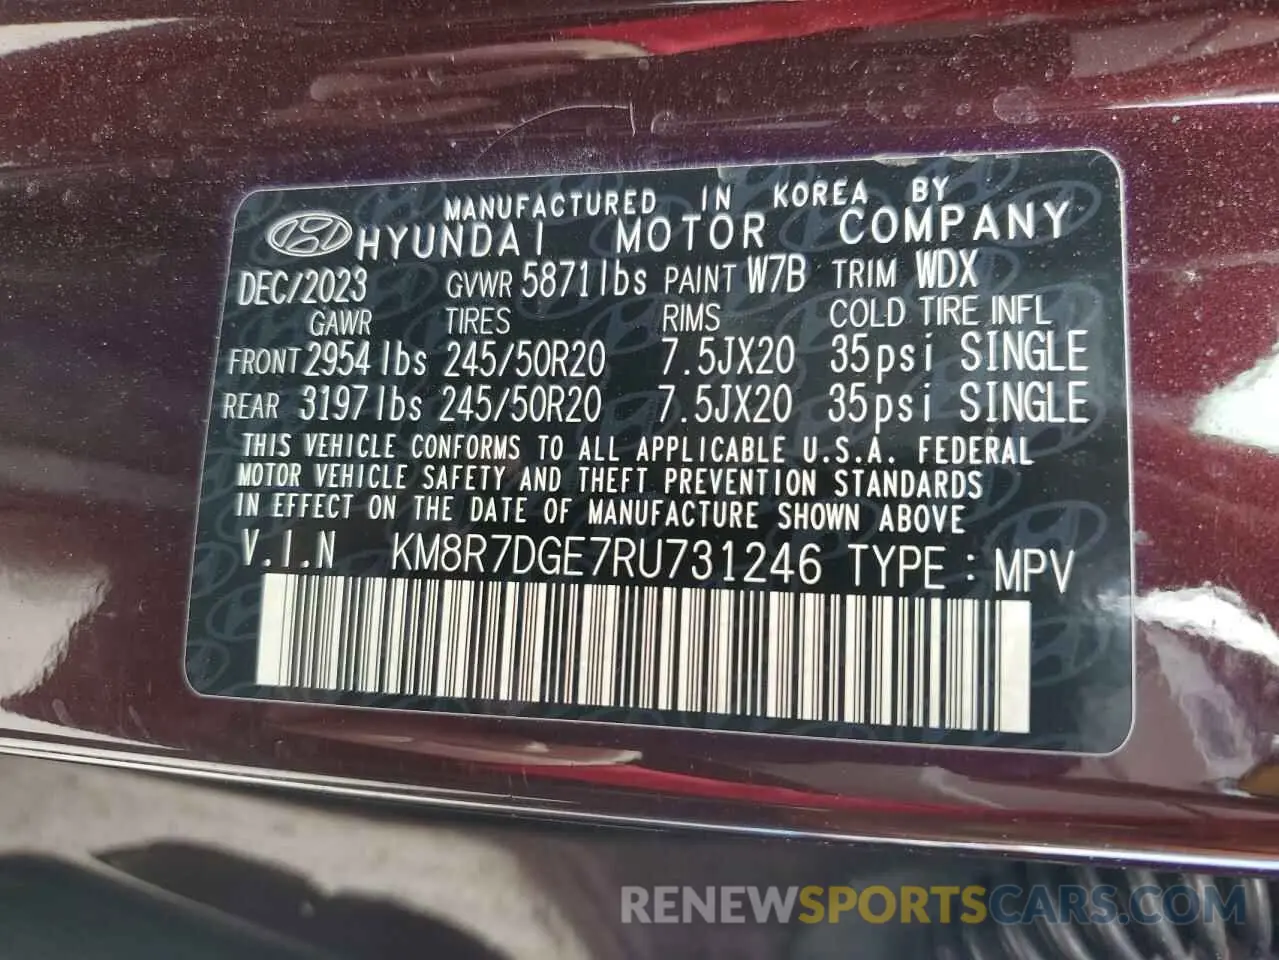 MANUFACTURED IN KOREA BY
HYUNDAI MOTOR COMPANY
DEC/2023 GVWR 5871lbs PAINT W7B TRIM WDX
GAWR TIRES RIMS COLD TIRE INFL
FRONT 2954lbs 245/50R20 7.5JX20 35psi SINGLE
REAR 3197lbs 245/50R20 7.5JX20 35psi SINGLE
THIS VEHICLE CONFORMS TO ALL APPLICABLE U.S.A. FEDERAL
MOTOR VEHICLE SAFETY AND THEFT PREVENTION STANDARDS
IN EFFECT ON THE DATE OF MANUFACTURE SHOWN ABOVE
V.I.N KM8R7DGE7RU731246 TYPE : MPV
RENEWSPORTSCARS.COM